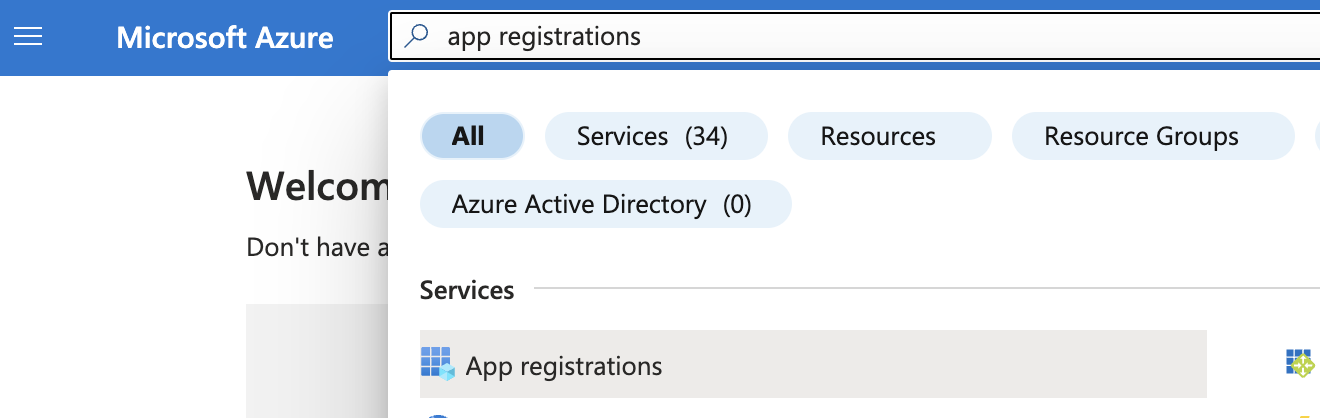 Microsoft Azure
app registrations
All Services (34) Resources Resource Groups
Azure Active Directory (0)
Don't have a
Services
App registrations